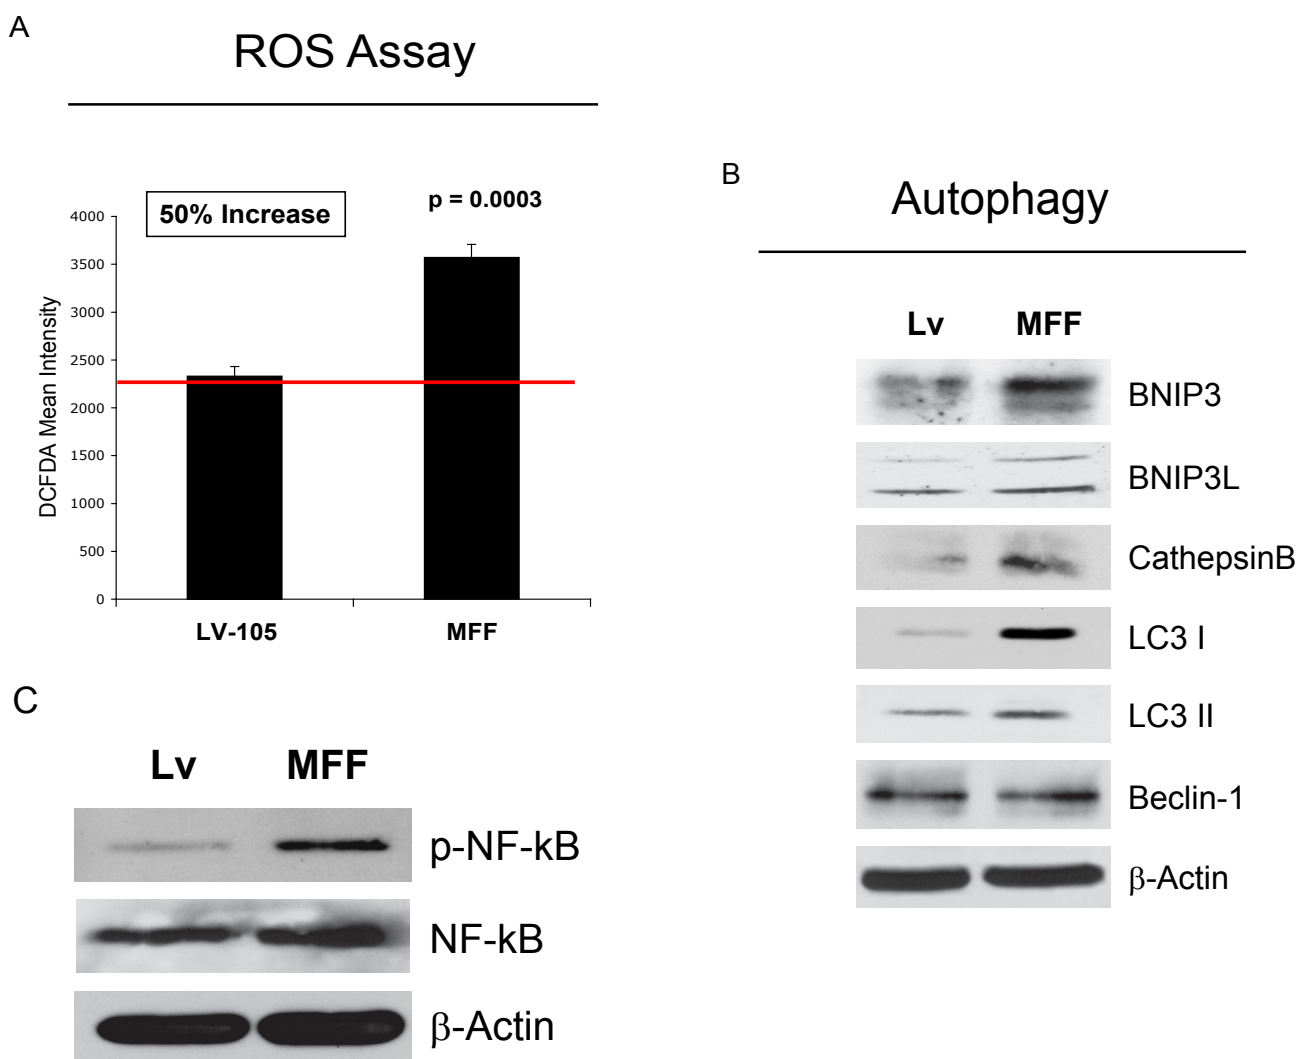 A
ROS Assay
50% Increase
p = 0.0003
4000
3500
3000
2500
2000
1500
1000
500
0
DCFDA Mean Intensity
LV-105
MFF
B
Autophagy
Lv MFF
BNIP3
BNIP3L
CathepsinB
LC3 I
LC3 II
Beclin-1
β-Actin
C
Lv MFF
p-NF-kB
NF-kB
β-Actin